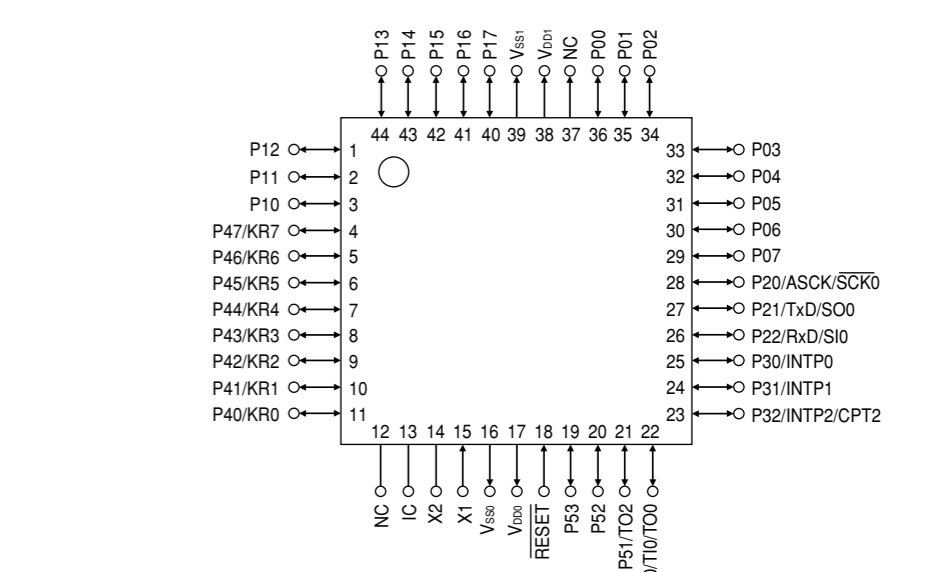 P13
P14
P15
P16
P17
VSS1
VDD1
NC
P00
P01
P02
44 43 42 41 40 39 38 37 36 35 34
P12 1
P11 2
P10 3
P47/KR7 4
P46/KR6 5
P45/KR5 6
P44/KR4 7
P43/KR3 8
P42/KR2 9
P41/KR1 10
P40/KR0 11
33 P03
32 P04
31 P05
30 P06
29 P07
28 P20/ASCK/SCK0
27 P21/TxD/SO0
26 P22/RxD/SI0
25 P30/INTP0
24 P31/INTP1
23 P32/INTP2/CPT2
12 13 14 15 16 17 18 19 20 21 22
NC
IC
X2
X1
VSS0
VDD0
RESET
P53
P52
P51/TO2
/TI0/TO0